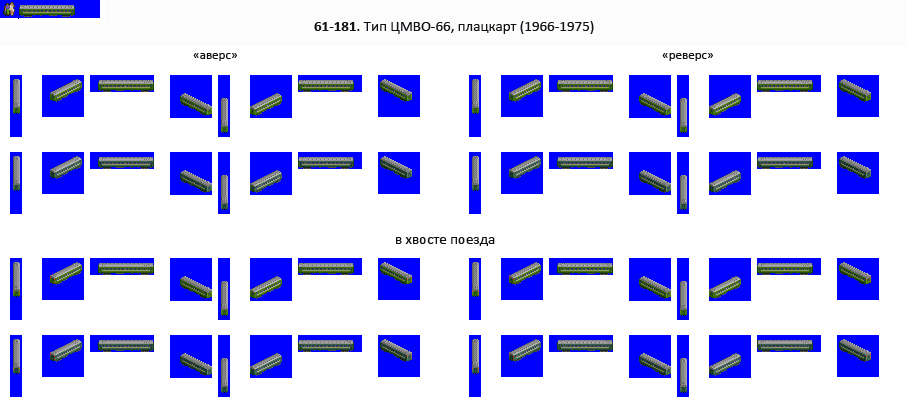 61-181. Тип ЦМВО-66, плацкарт (1966-1975)
«аверс» «реверс»
в хвосте поезда